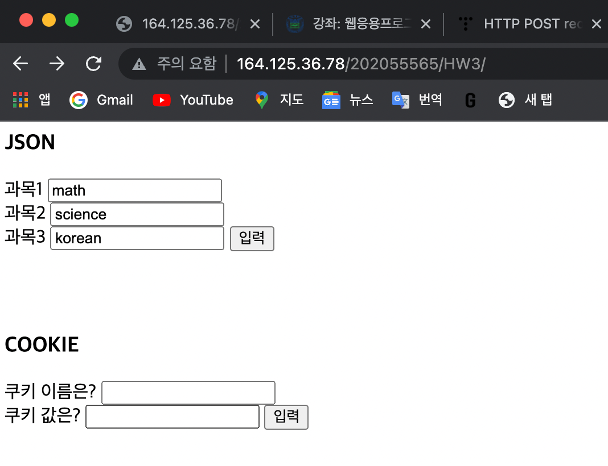 164.125.36.78/
강좌: 웹응용프로그
HTTP POST rec
주의 요함 | 164.125.36.78/202055565/HW3/
앱 Gmail YouTube 지도 뉴스 번역 G 새 탭
JSON
과목1 math
과목2 science
과목3 korean 입력
COOKIE
쿠키 이름은?
쿠키 값은? 입력